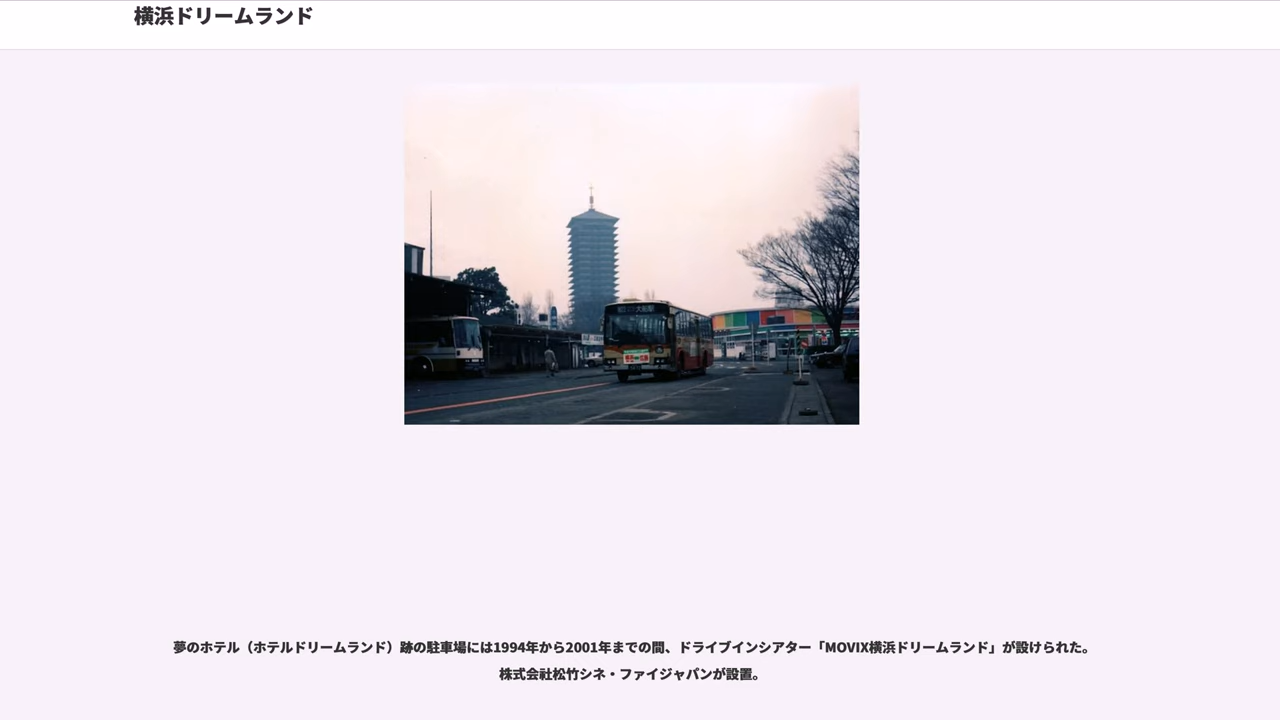 横浜ドリームランド
大船駅
夢のホテル（ホテルドリームランド）跡の駐車場には1994年から2001年までの間、ドライブインシアター「MOVIX横浜ドリームランド」が設けられた。
株式会社松竹シネ・ファイジャパンが設置。